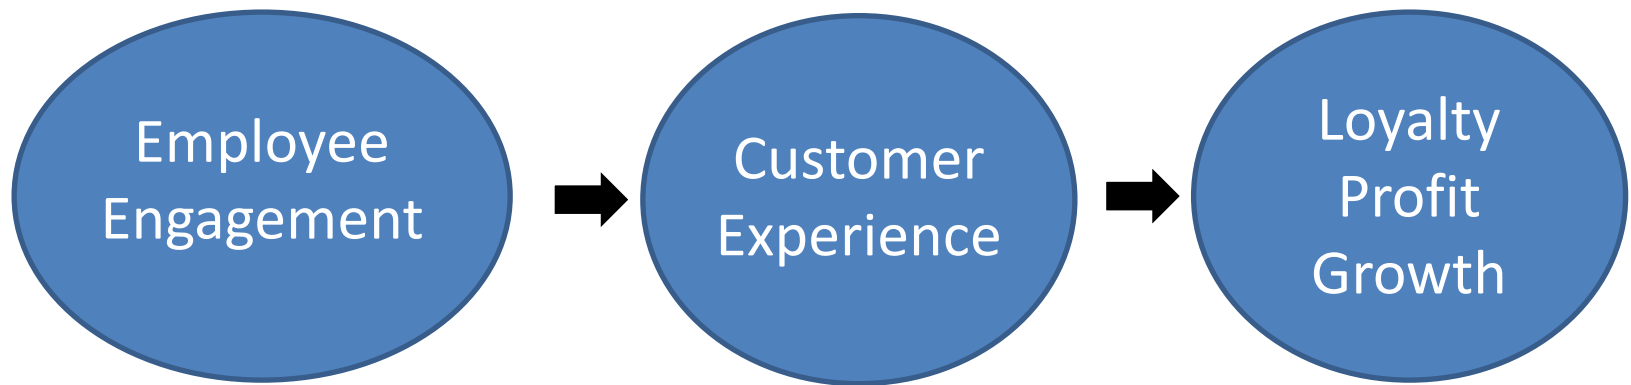 Employee
Engagement
Customer
Experience
Loyalty
Profit
Growth